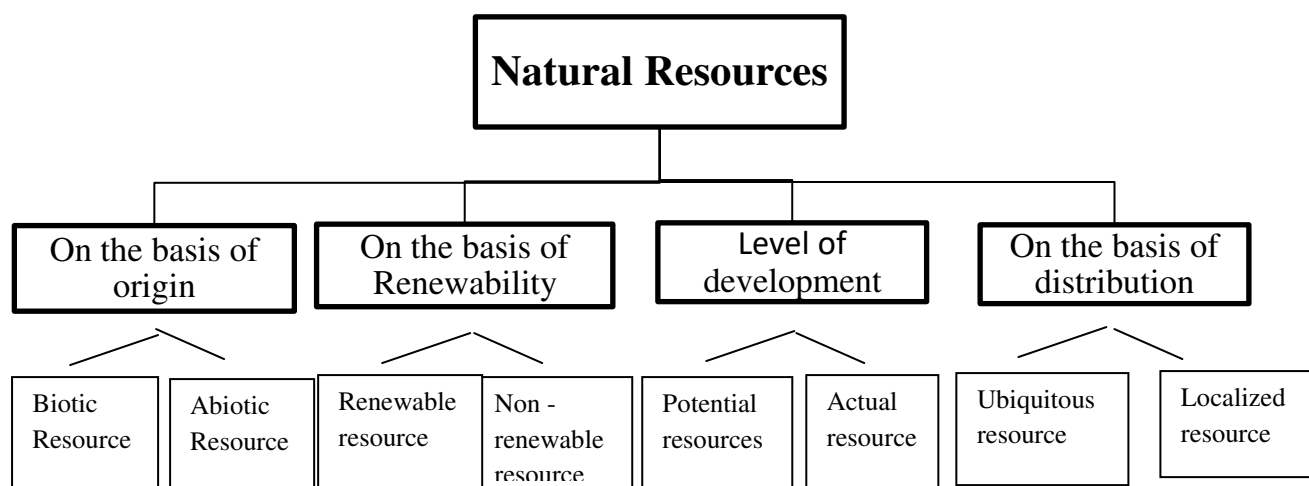 Natural Resources
On the basis of
origin
On the basis of
Renewability
Level of
development
On the basis of
distribution
Biotic
Resource
Abiotic
Resource
Renewable
resource
Non -
renewable
resource
Potential
resources
Actual
resource
Ubiquitous
resource
Localized
resource